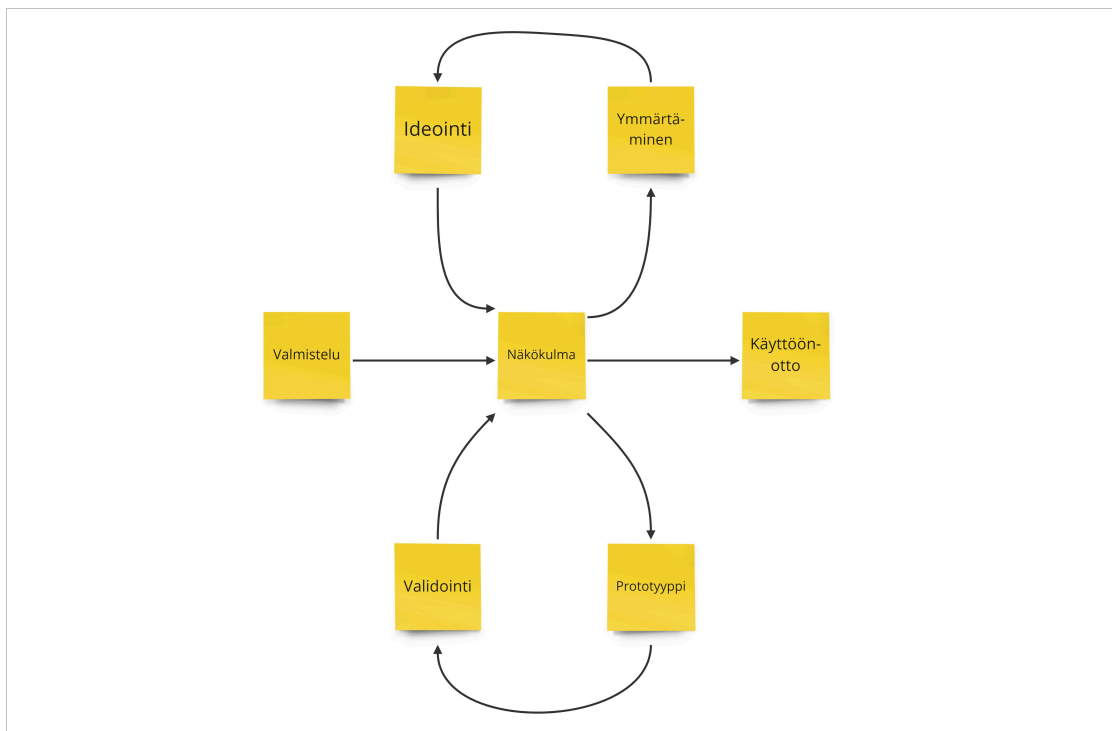 Ideointi
Ymmärtä-
minen
Valmistelu
Näkökulma
Käyttöön-
otto
Validointi
Prototyyppi